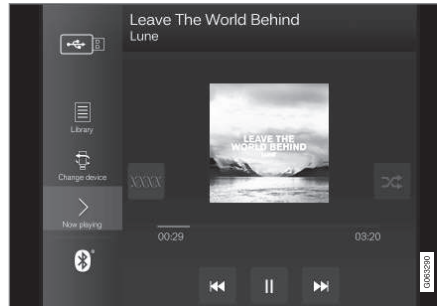 Leave The World Behind
Lune
Library
Change device
Now playing
XXXX
LEAVE THE
WORLD BEHIND
LUNE
00:29
03:20
G063290